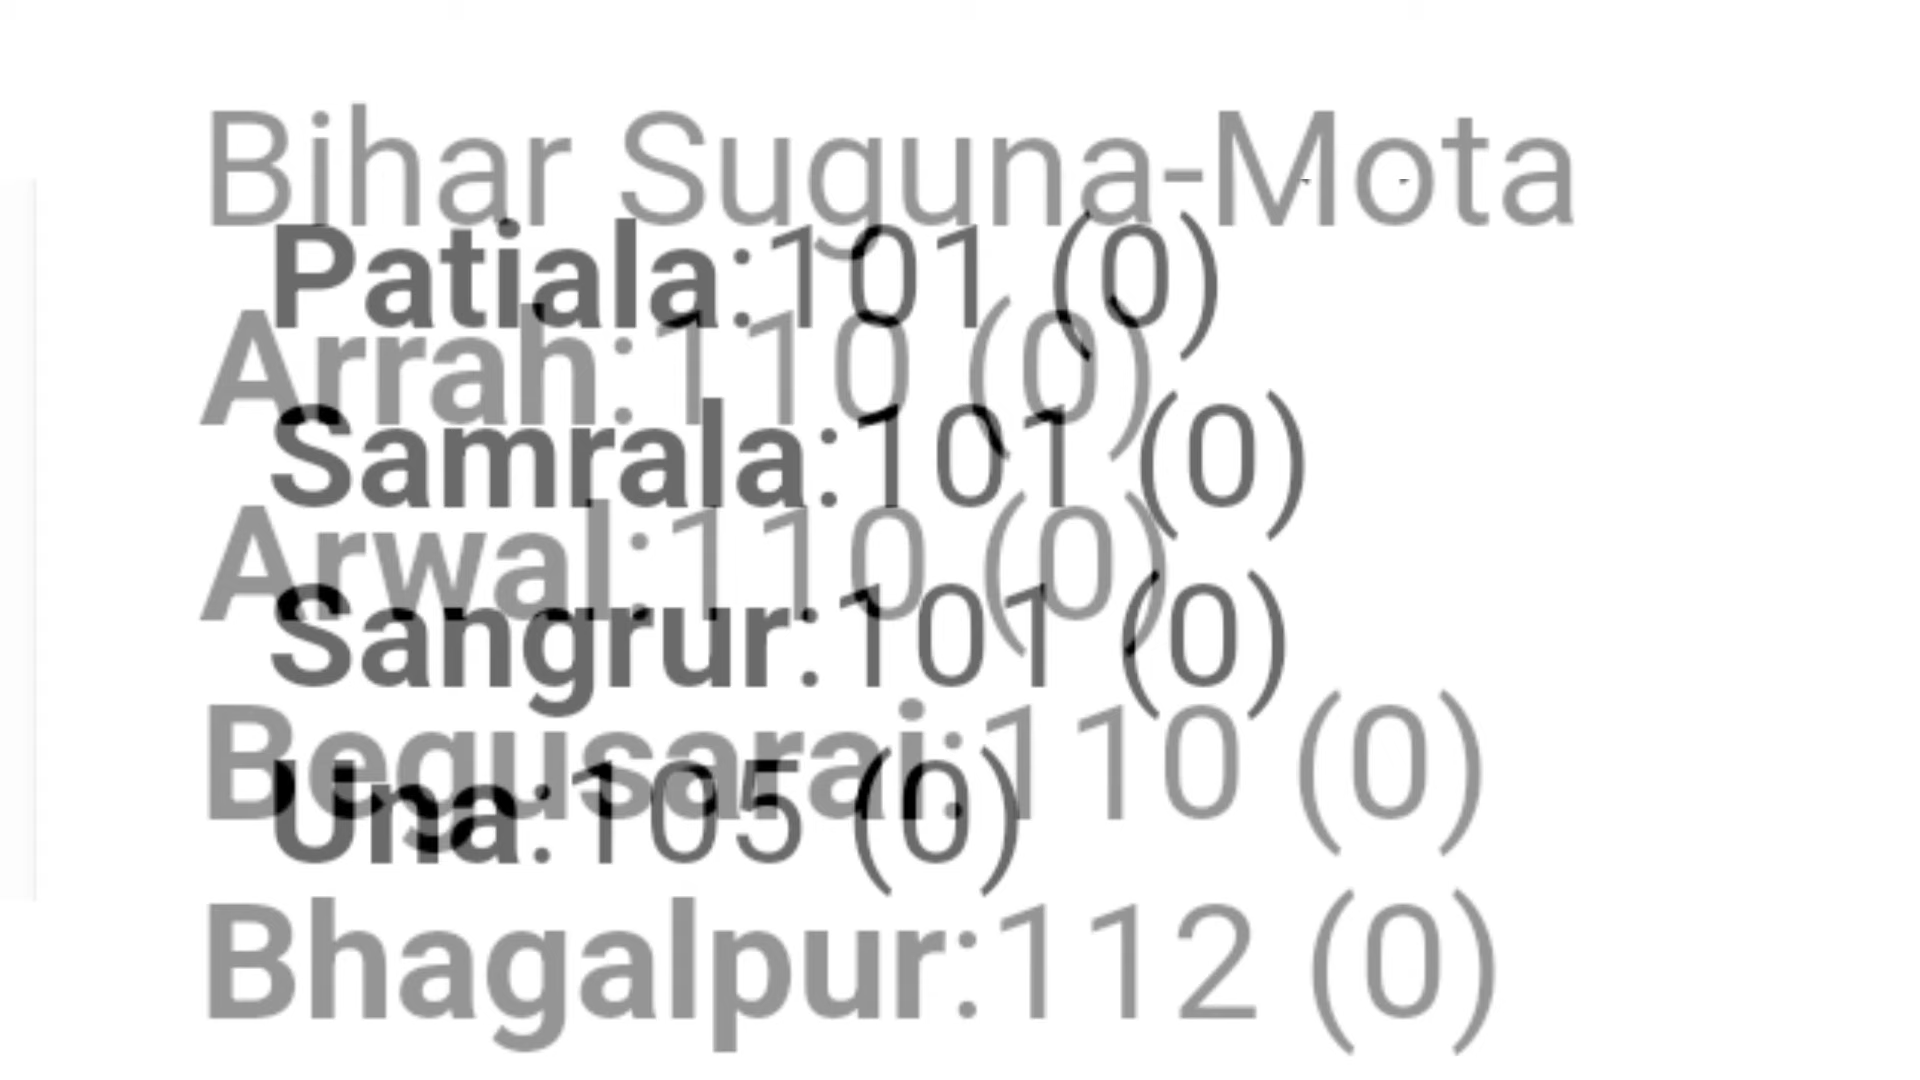 Bihar Suguna-Mota
Patiala:101 (0)
Arrah:110 (0)
Samrala:101 (0)
Arwal:110 (0)
Sangrur:101 (0)
Begusarai:110 (0)
Una:105 (0)
Bhagalpur:112 (0)